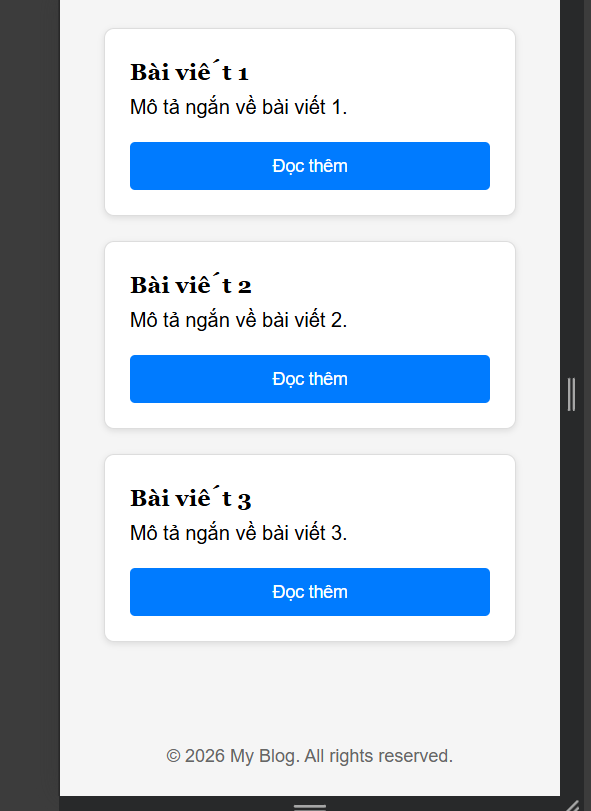 Bài viết 1
Mô tả ngắn về bài viết 1.
Đọc thêm
Bài viết 2
Mô tả ngắn về bài viết 2.
Đọc thêm
Bài viết 3
Mô tả ngắn về bài viết 3.
Đọc thêm
© 2026 My Blog. All rights reserved.